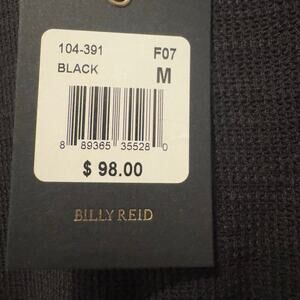 104-391 F07
BLACK M
8 89365 35528 0
$ 98.00
BILLY REID